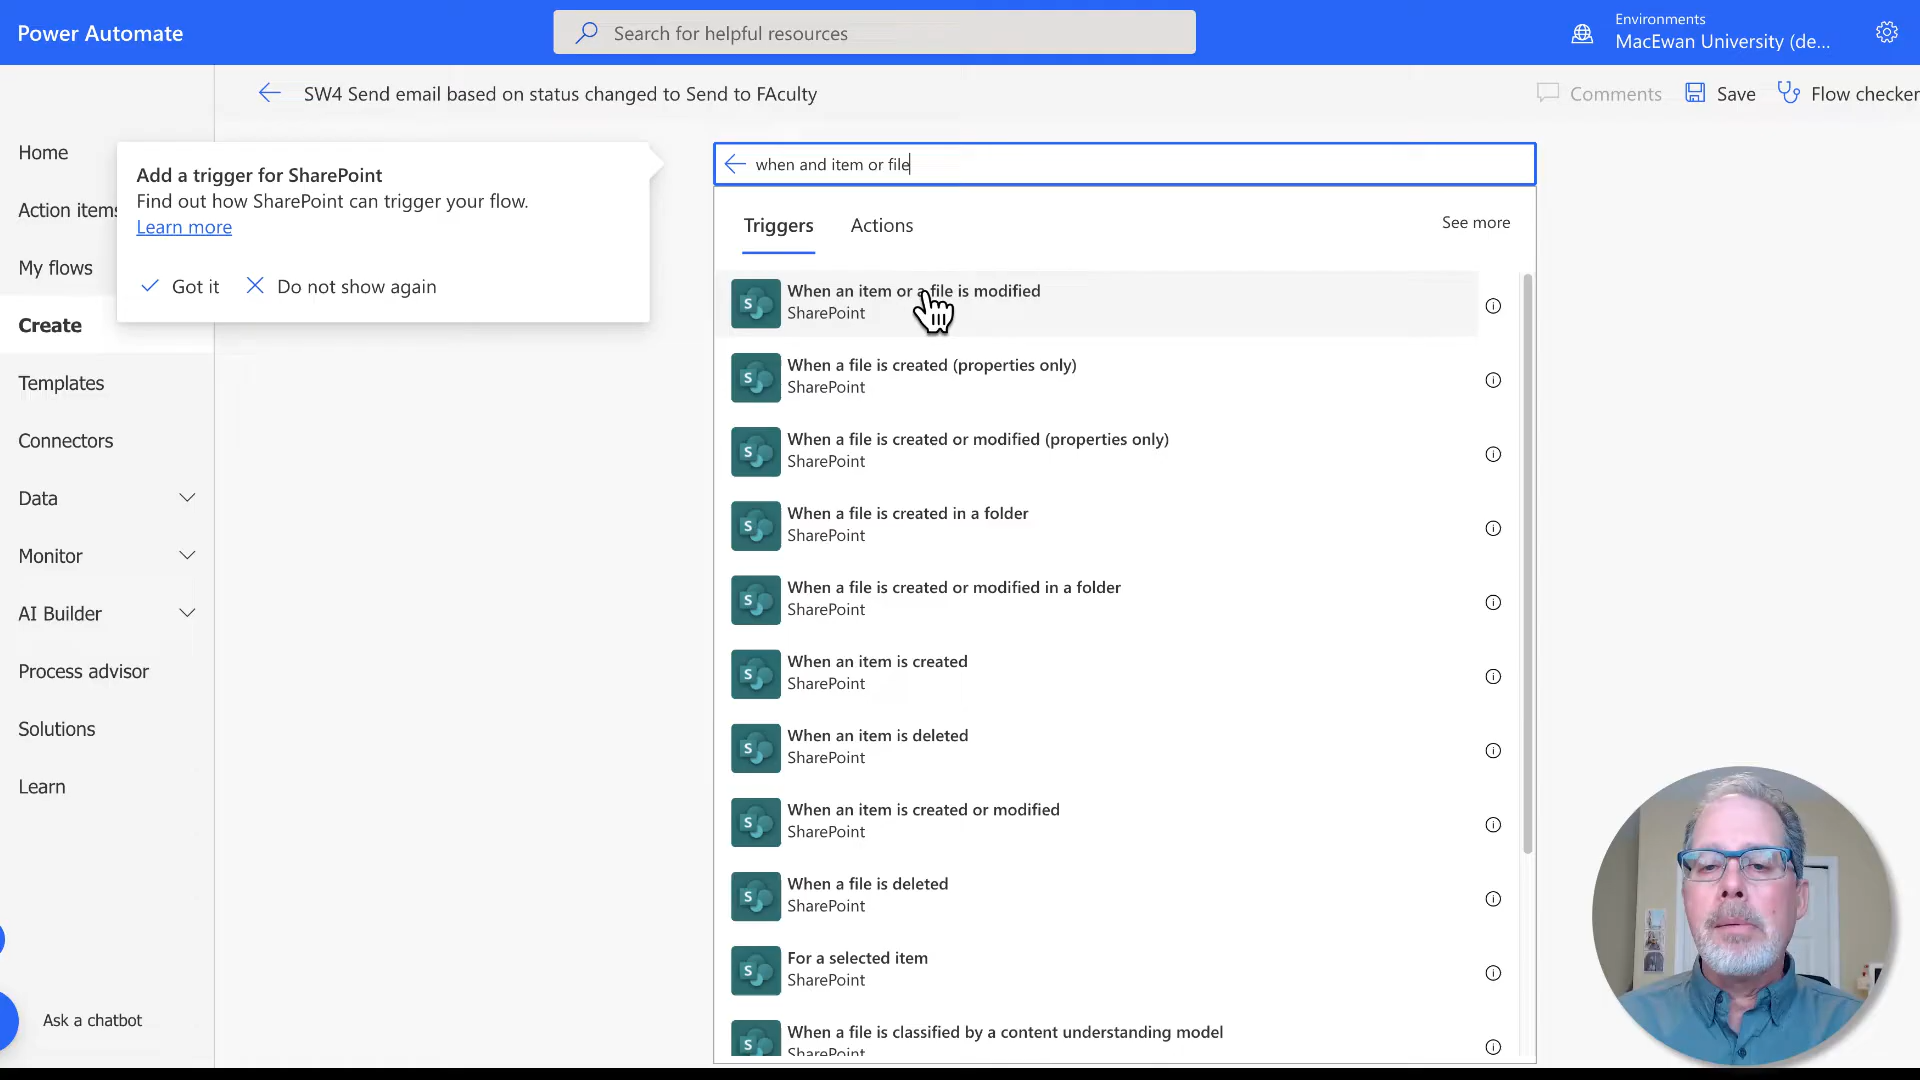 Power Automate
Search for helpful resources
Environments
MacEwan University (de...
SW4 Send email based on status changed to Send to FAculty
Comments
Save
Flow checker
Home
Action items
My flows
Create
Templates
Connectors
Data
Monitor
AI Builder
Process advisor
Solutions
Learn
Ask a chatbot
Add a trigger for SharePoint
Find out how SharePoint can trigger your flow.
Learn more
Got it
Do not show again
when and item or file
Triggers
Actions
See more
When an item or a file is modified
SharePoint
When a file is created (properties only)
SharePoint
When a file is created or modified (properties only)
SharePoint
When a file is created in a folder
SharePoint
When a file is created or modified in a folder
SharePoint
When an item is created
SharePoint
When an item is deleted
SharePoint
When an item is created or modified
SharePoint
When a file is deleted
SharePoint
For a selected item
SharePoint
When a file is classified by a content understanding model
SharePoint